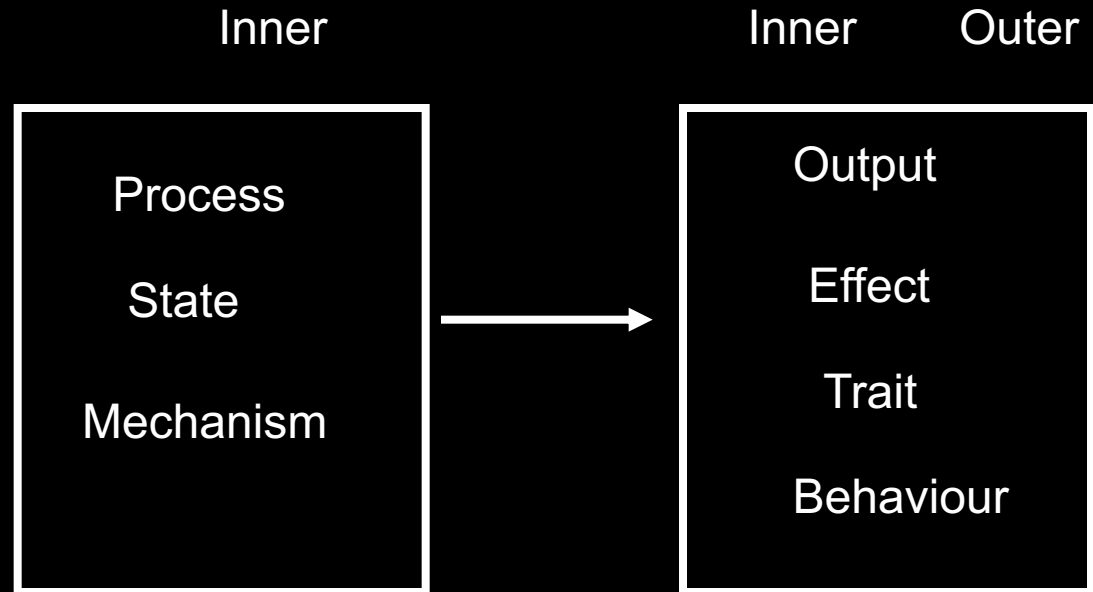 Inner
Inner Outer
Process
State
Mechanism
Output
Effect
Trait
Behaviour